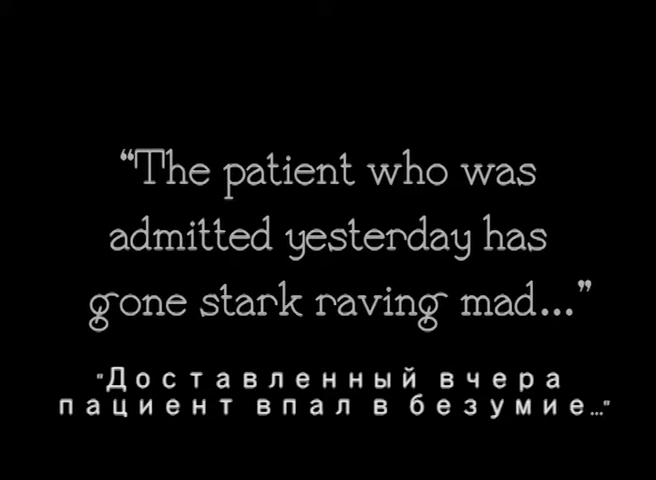 “The patient who was
admitted yesterday has
gone stark raving mad...”
"Доставленный вчера
пациент впал в безумие..."